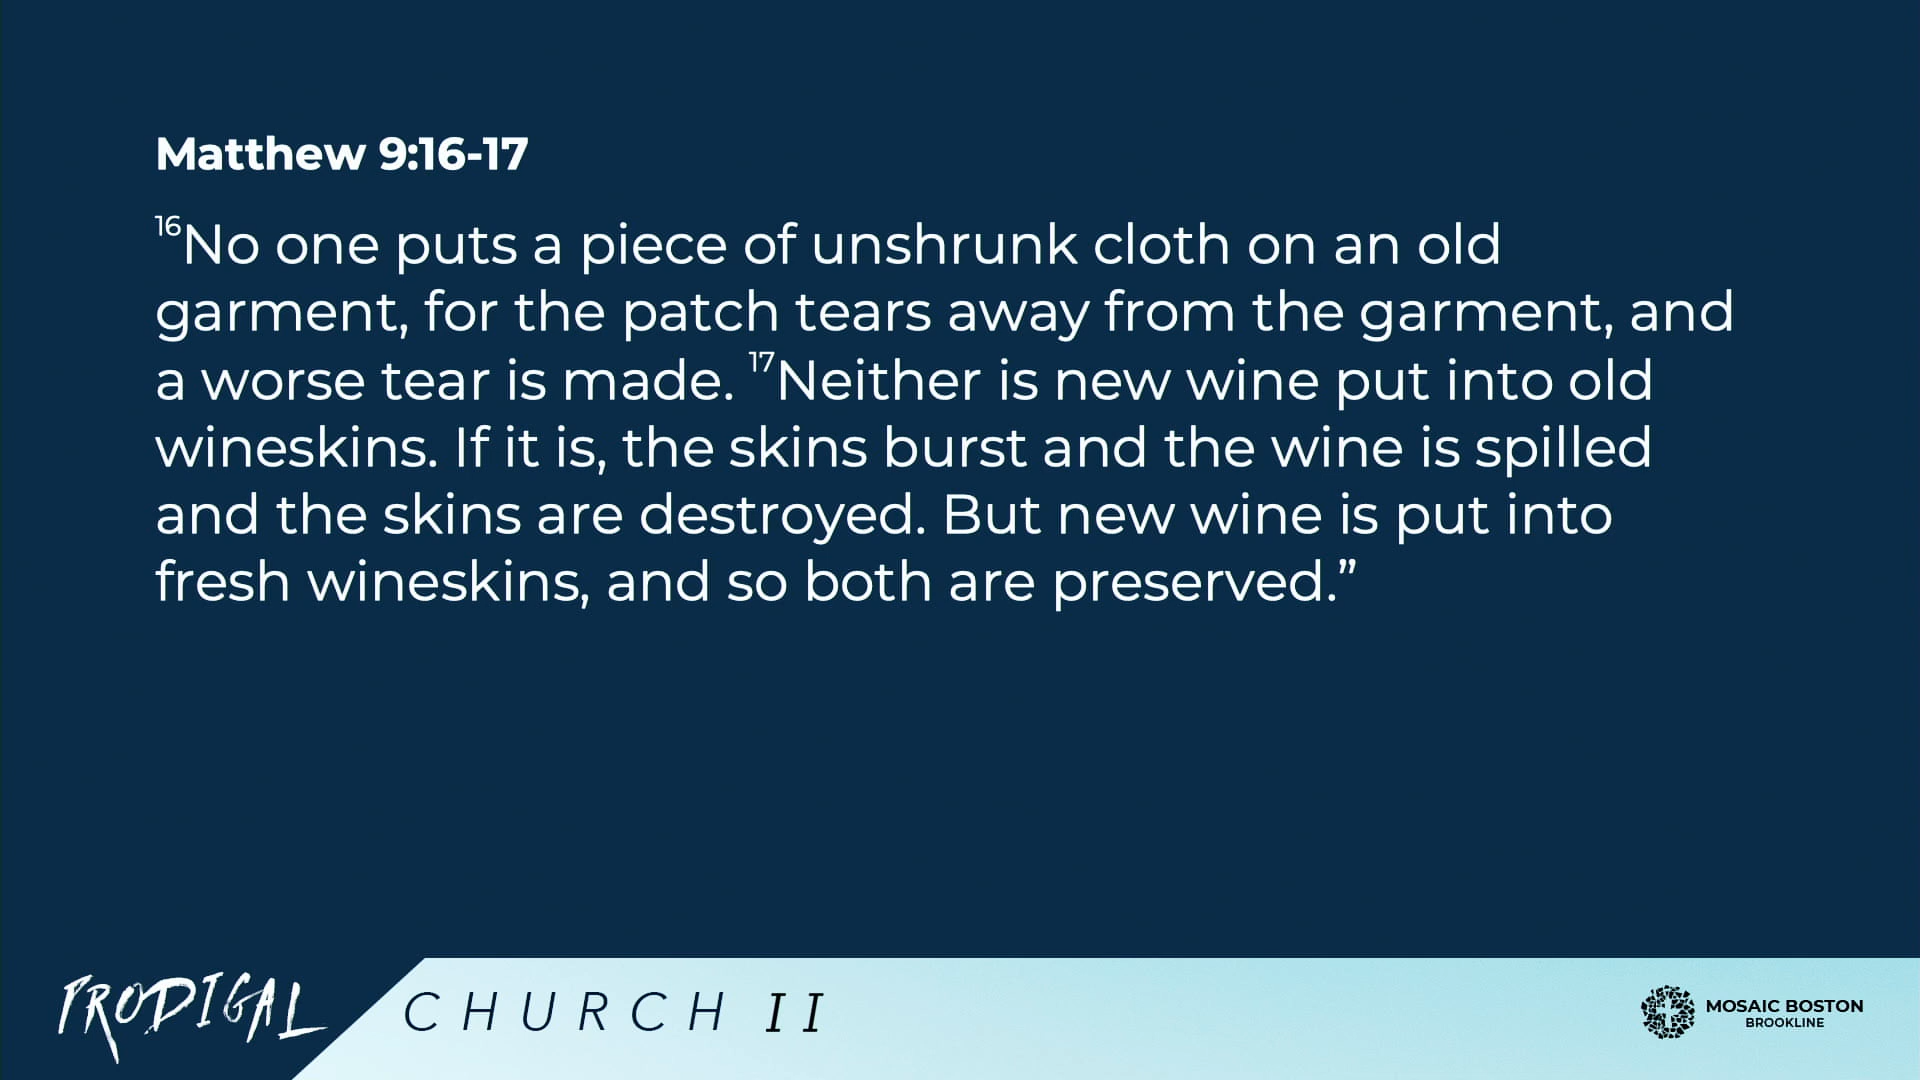 Matthew 9:16-17
16No one puts a piece of unshrunk cloth on an old
garment, for the patch tears away from the garment, and
a worse tear is made. 17Neither is new wine put into old
wineskins. If it is, the skins burst and the wine is spilled
and the skins are destroyed. But new wine is put into
fresh wineskins, and so both are preserved.”
PRODIGAL CHURCH II
MOSAIC BOSTON
BROOKLINE